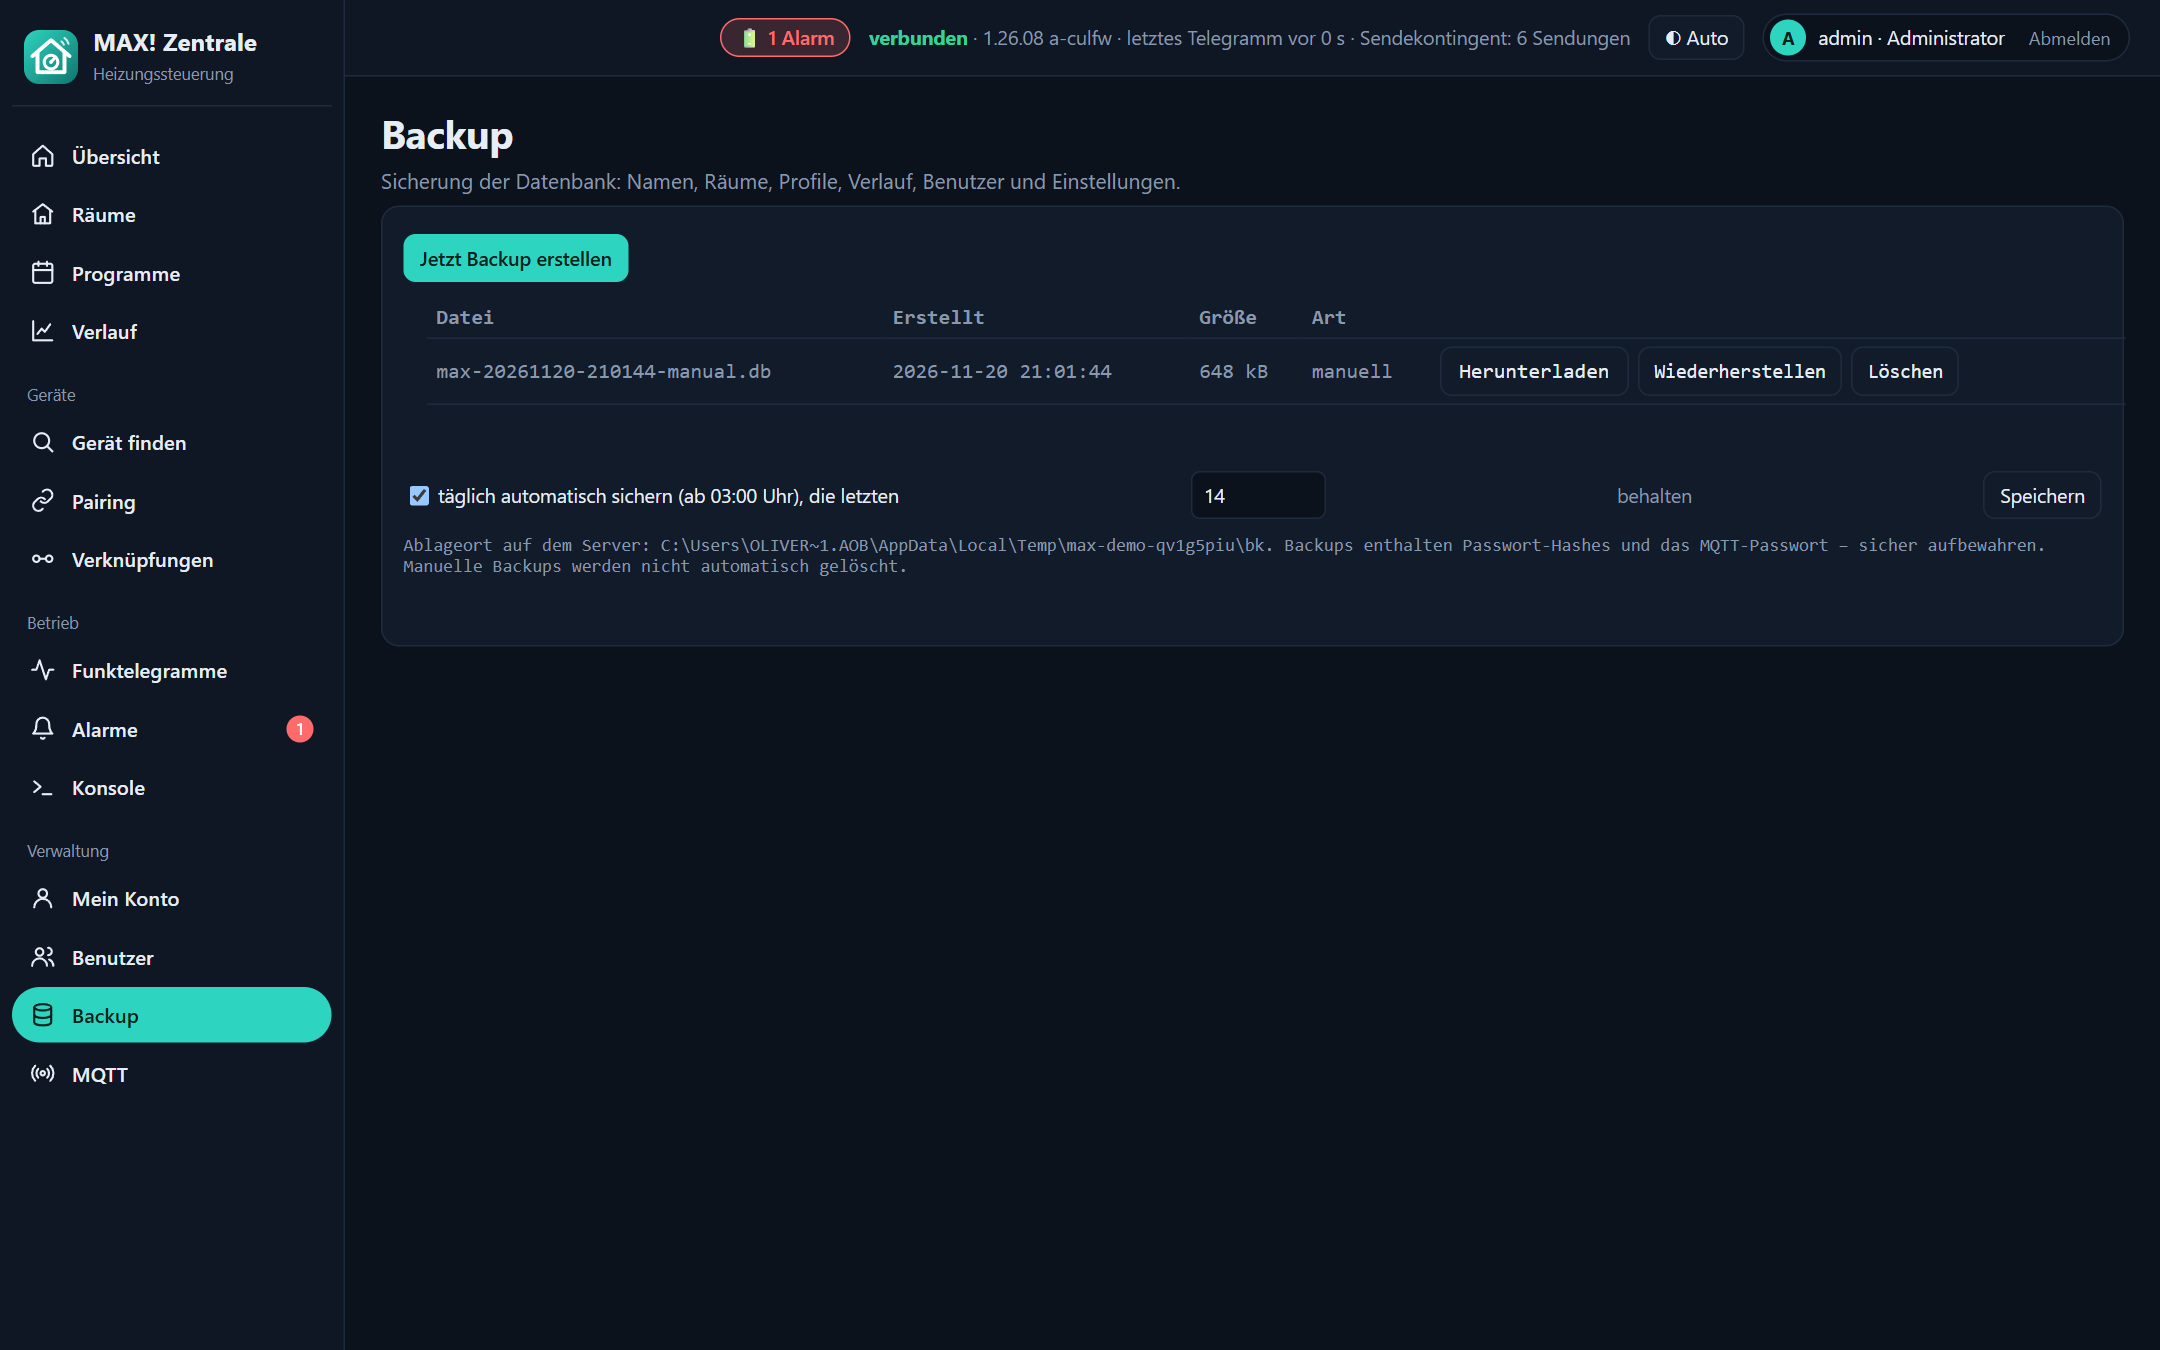 MAX! Zentrale
Heizungssteuerung
1 Alarm verbunden · 1.26.08 a-culfw · letztes Telegramm vor 0 s · Sendekontingent: 6 Sendungen Auto A admin · Administrator Abmelden
Übersicht
Räume
Programme
Verlauf
Geräte
Gerät finden
Pairing
Verknüpfungen
Betrieb
Funktelegramme
Alarme 1
Konsole
Verwaltung
Mein Konto
Benutzer
Backup
MQTT
Backup
Sicherung der Datenbank: Namen, Räume, Profile, Verlauf, Benutzer und Einstellungen.
Jetzt Backup erstellen
Datei Erstellt Größe Art
max-20261120-210144-manual.db 2026-11-20 21:01:44 648 kB manuell Herunterladen Wiederherstellen Löschen
täglich automatisch sichern (ab 03:00 Uhr), die letzten 14 behalten Speichern
Ablageort auf dem Server: C:\Users\OLIVER~1.AOB\AppData\Local\Temp\max-demo-qv1g5piu\bk. Backups enthalten Passwort-Hashes und das MQTT-Passwort – sicher aufbewahren.
Manuelle Backups werden nicht automatisch gelöscht.